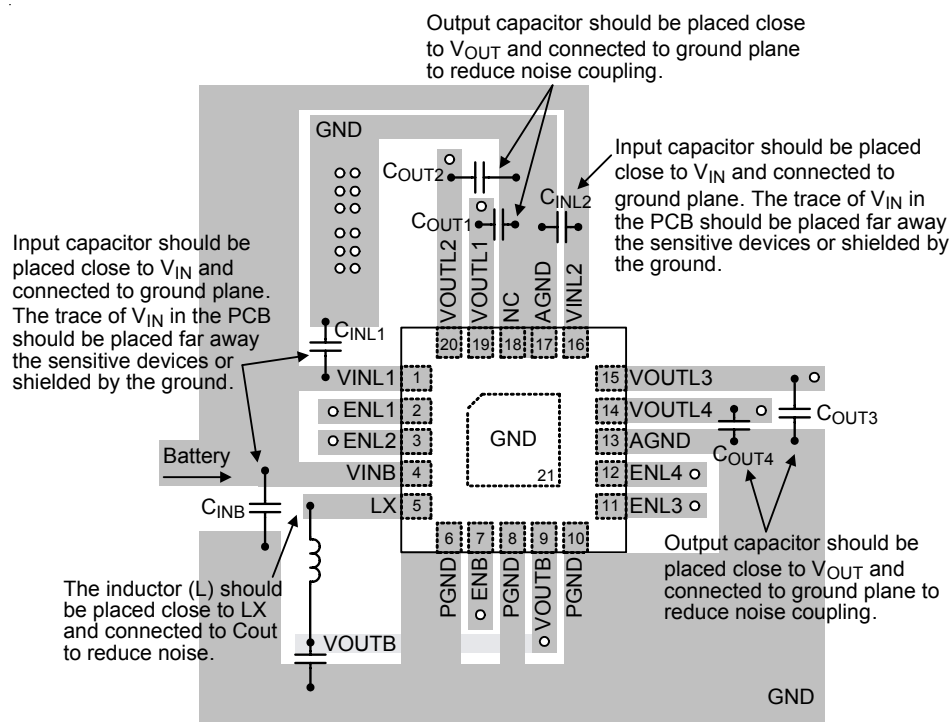 Output capacitor should be placed close
to VOUT and connected to ground plane
to reduce noise coupling.
GND
Input capacitor should be placed
close to VIN and connected to
ground plane. The trace of VIN in
the PCB should be placed far away
the sensitive devices or shielded by
the ground.
COUT2
COUT1
CINL2
Input capacitor should be
placed close to VIN and
connected to ground plane.
The trace of VIN in the PCB
should be placed far away
the sensitive devices or
shielded by the ground.
VOUTL2
VOUTL1
NC
AGND
VINL2
CINL1
20 19 18 17 16
VINL1 1
ENL1 2
ENL2 3
VINB 4
LX 5
Battery
CINB
GND
21
15 VOUTL3
14 VOUTL4
13 AGND
12 ENL4
11 ENL3
COUT3
COUT4
6 7 8 9 10
PGND
ENB
PGND
VOUTB
PGND
Output capacitor should be
placed close to VOUT and
connected to ground plane to
reduce noise coupling.
The inductor (L) should
be placed close to LX
and connected to Cout
to reduce noise.
VOUTB
GND